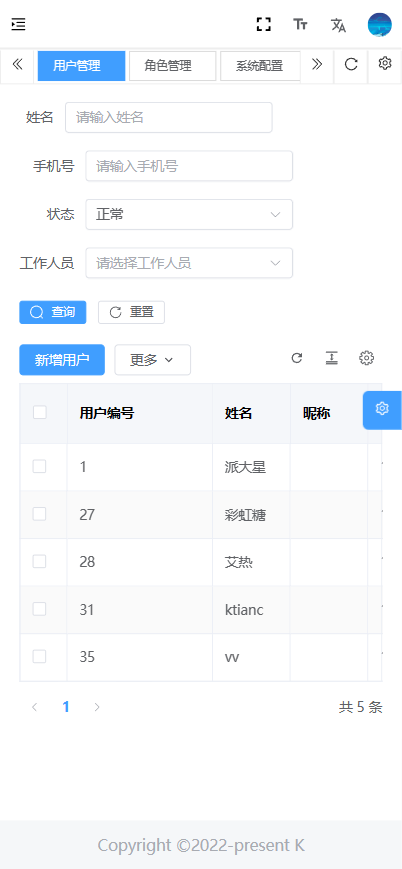 用户管理 角色管理 系统配置
姓名 请输入姓名
手机号 请输入手机号
状态 正常
工作人员 请选择工作人员
查询 重置
新增用户 更多
用户编号 姓名 昵称
1 派大星
27 彩虹糖
28 艾热
31 ktianc
35 vv
1 共 5 条
Copyright ©2022-present K